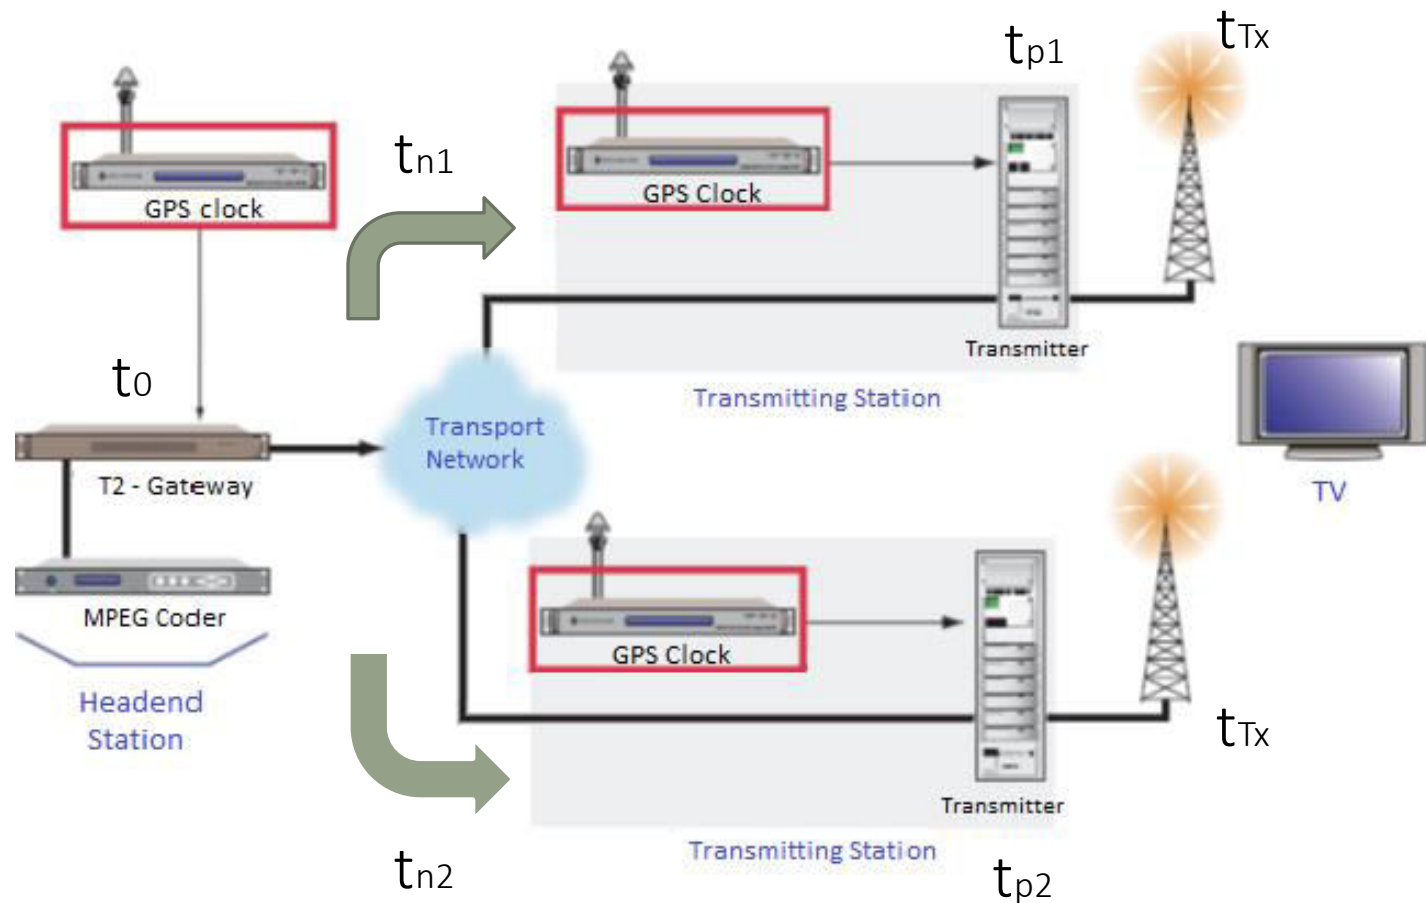 tp1
tTx
tn1
GPS clock
GPS Clock
Transmitter
t0
Transmitting Station
Transport
Network
T2 - Gateway
TV
MPEG Coder
GPS Clock
Headend
Station
tTx
Transmitter
Transmitting Station
tn2
tp2